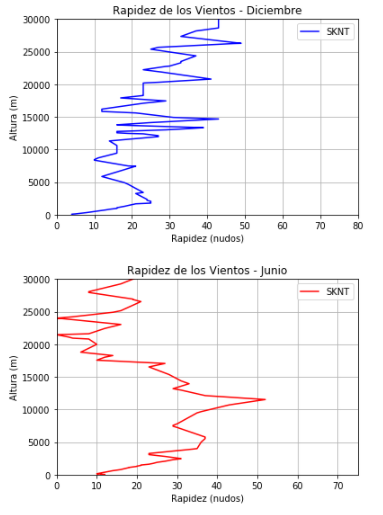 Rapidez de los Vientos - Diciembre
30000
25000
20000
15000
10000
5000
0
Altura (m)
SKNT
0 10 20 30 40 50 60 70 80
Rapidez (nudos)
Rapidez de los Vientos - Junio
30000
25000
20000
15000
10000
5000
0
Altura (m)
SKNT
0 10 20 30 40 50 60 70
Rapidez (nudos)